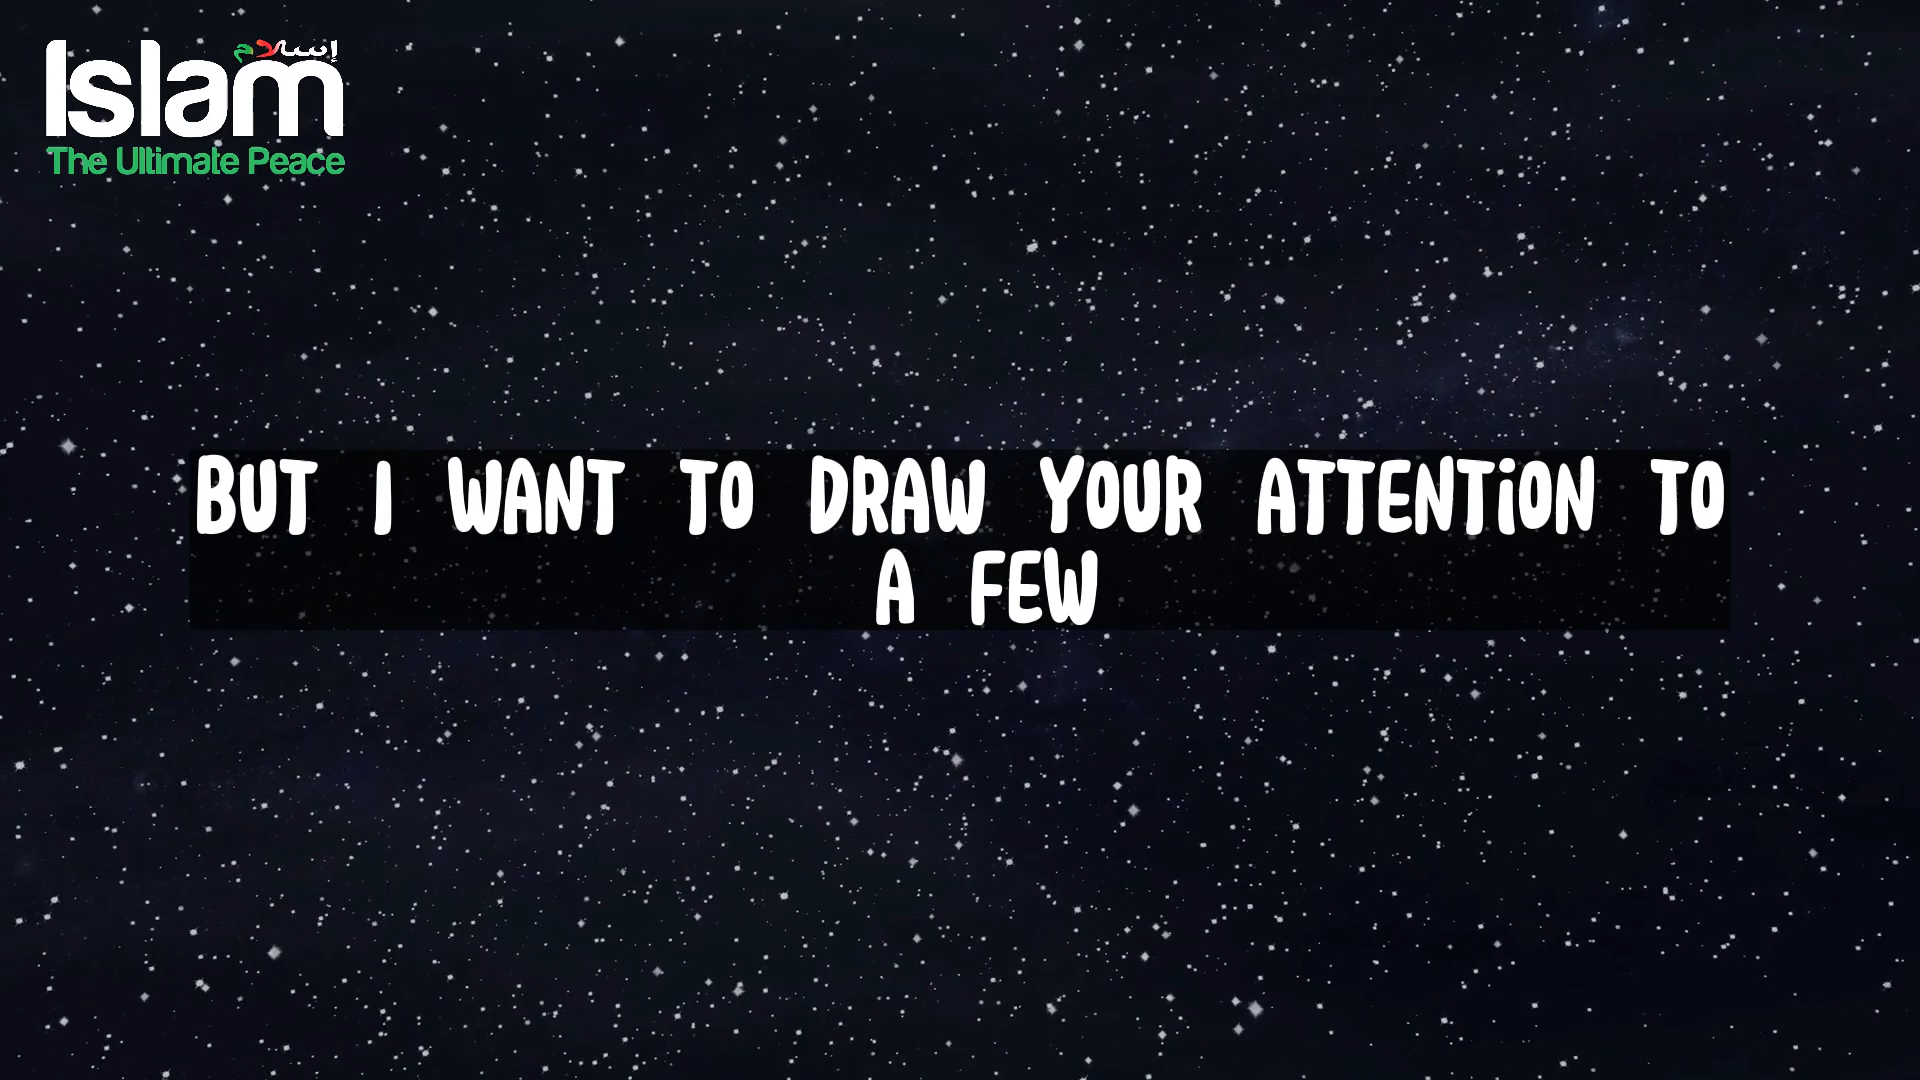 إسلام
Islam
The Ultimate Peace
BUT I WANT TO DRAW YOUR ATTENTION TO
A FEW